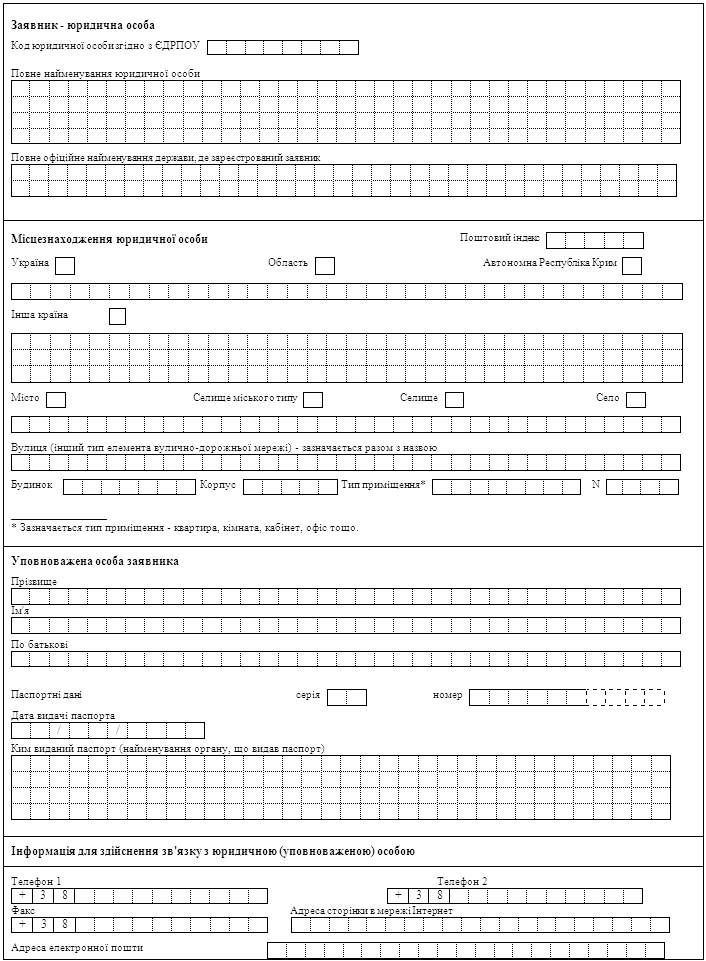 Заявник - юридична особа
Код юридичної особи згідно з ЄДРПОУ
Повне найменування юридичної особи
Повне офіційне найменування держави, де зареєстрований заявник
Місцезнаходження юридичної особи Поштовий індекс
Україна Область Автономна Республіка Крим
Інша країна
Місто Селище міського типу Селище Село
Вулиця (інший тип елемента вулично-дорожньої мережі) - зазначається разом з назвою
Будинок Корпус Тип приміщення* N
* Зазначається тип приміщення - квартира, кімната, кабінет, офіс тощо.
Уповноважена особа заявника
Прізвище
Ім'я
По батькові
Паспортні дані серія номер
Дата видачі паспорта
/ /
Ким виданий паспорт (найменування органу, що видав паспорт)
Інформація для здійснення зв'язку з юридичною (уповноваженою) особою
Телефон 1 Телефон 2
+ 3 8 + 3 8
Факс Адреса сторінки в мережі Інтернет
+ 3 8
Адреса електронної пошти